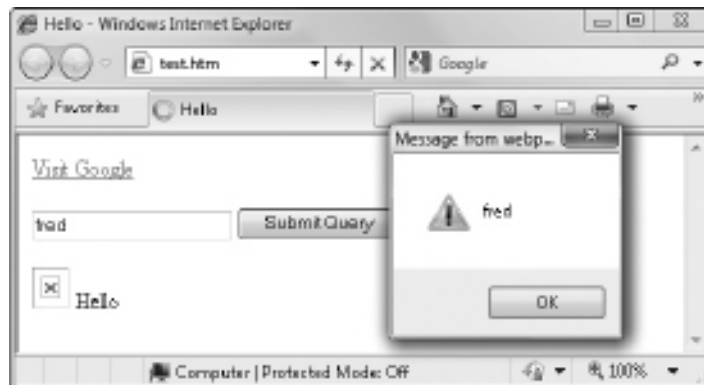 Hello - Windows Internet Explorer
test.htm
Google
Favorites
Hello
Message from webp...
Visit Google
fred
Submit Query
fred
Hello
OK
Computer | Protected Mode: Off
100%